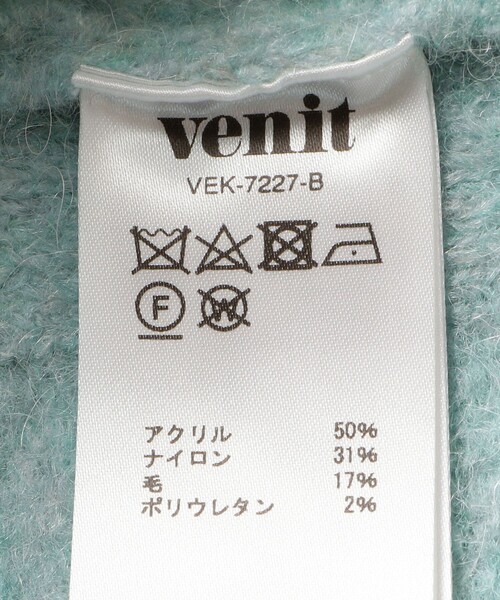 venit
VEK-7227-B
F W
アクリル 50%
ナイロン 31%
毛 17%
ポリウレタン 2%